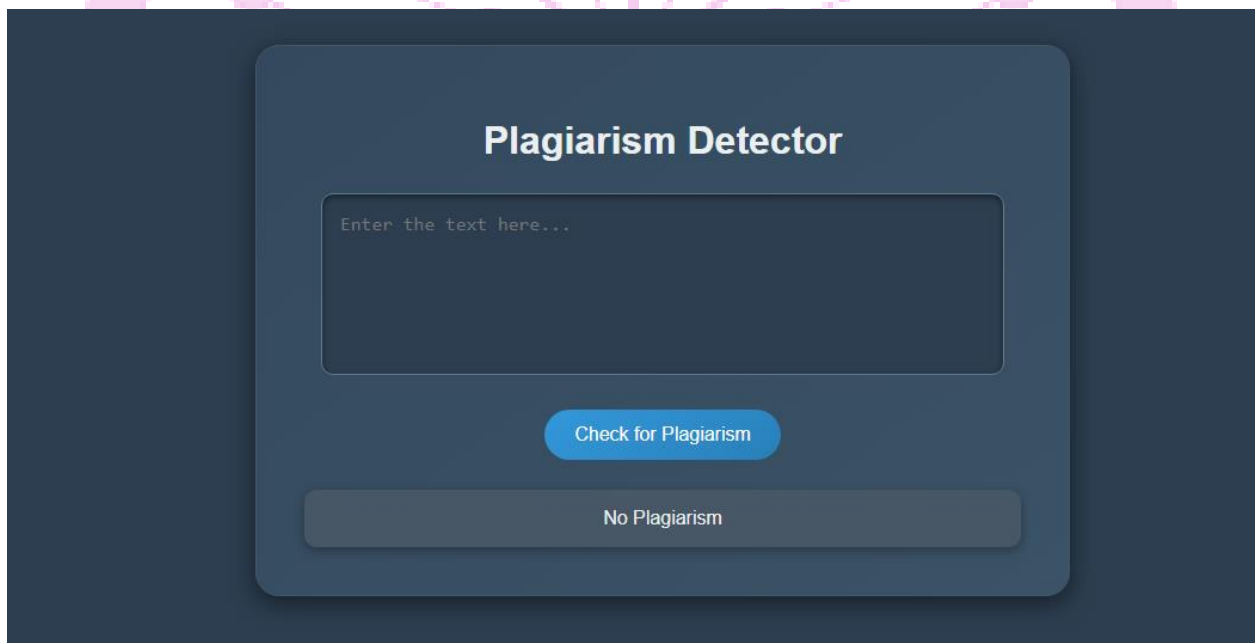 Plagiarism Detector
Enter the text here...
Check for Plagiarism
No Plagiarism